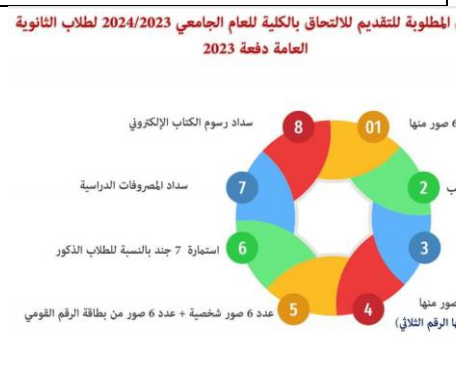 المطلوبة للتقديم للالتحاق بالكلية للعام الجامعي 2024/2023 لطلاب الثانوية
العامة دفعة 2023
01
6 صور منها
2
3
4
صور منها
الرقم الثلاثي)
5
عدد 6 صور شخصية + عدد 6 صور من بطاقة الرقم القومي
6
استمارة 7 جند بالنسبة للطلاب الذكور
7
سداد المصروفات الدراسية
8
سداد رسوم الكتاب الإلكتروني